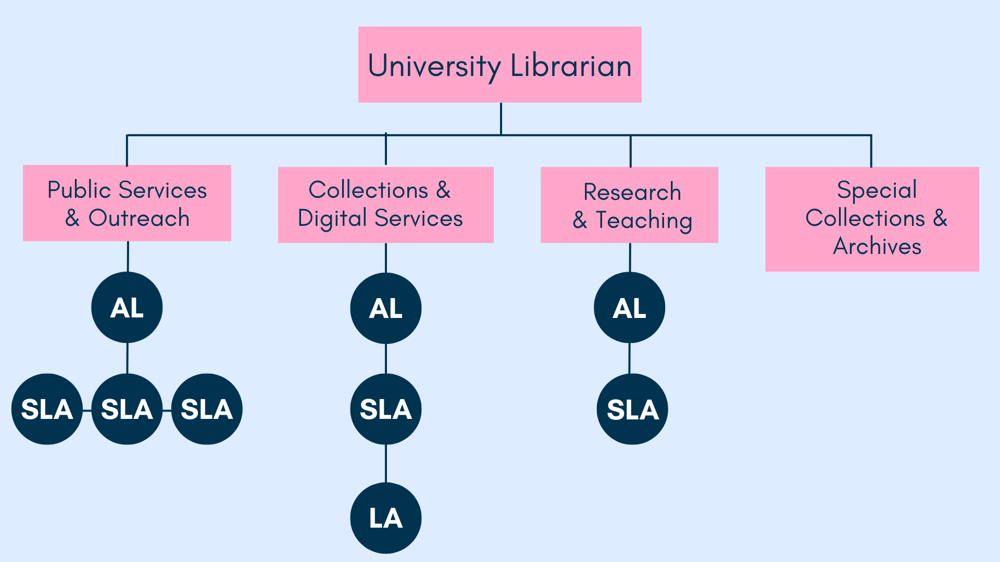 University Librarian
Public Services
& Outreach
Collections &
Digital Services
Research
& Teaching
Special
Collections &
Archives
AL
AL
AL
SLA
SLA
SLA
SLA
SLA
LA